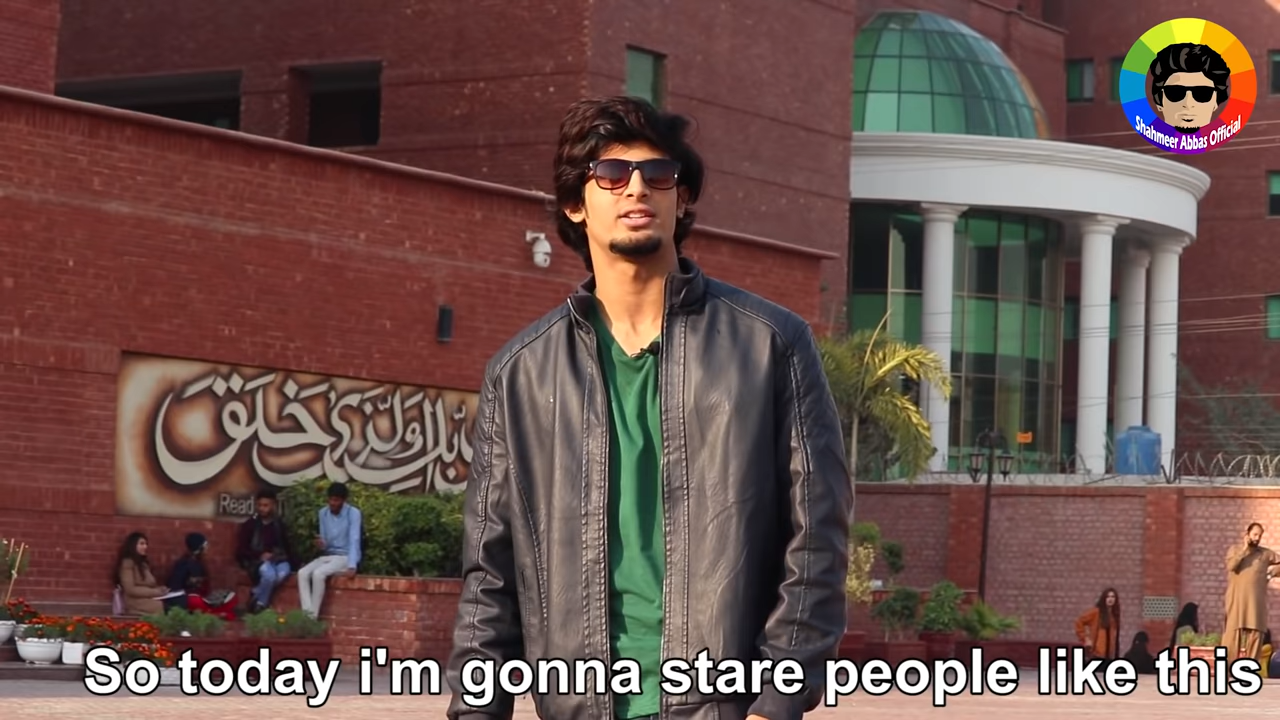 Shahmeer Abbas Official
خلق
Read,
So today i'm gonna stare people like this